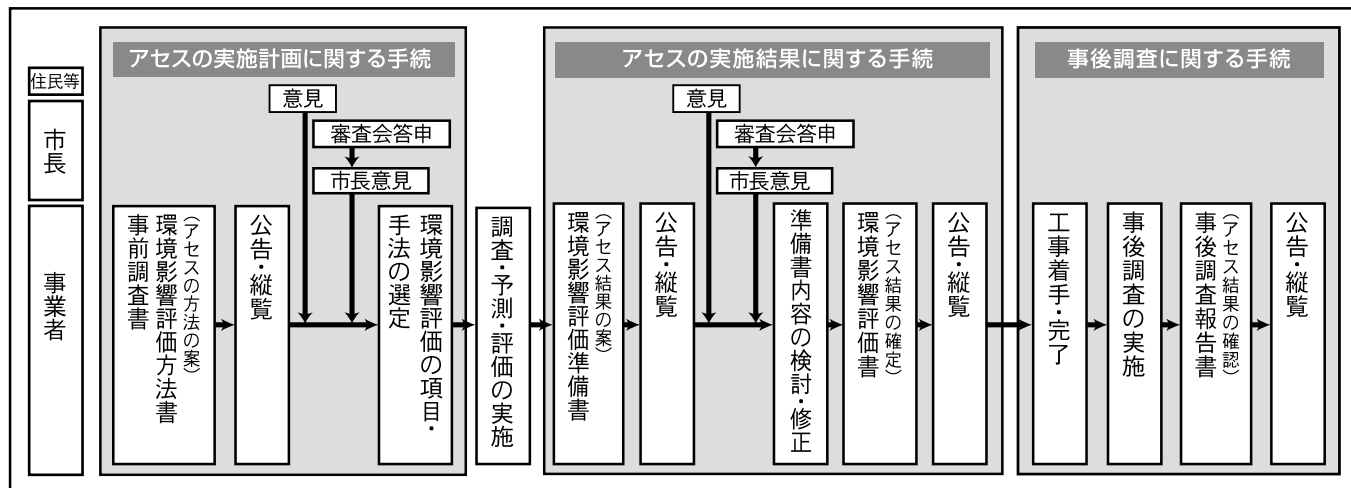 アセスの実施計画に関する手続
アセスの実施結果に関する手続
事後調査に関する手続
住民等
市長
事業者
意見
審査会答申
市長意見
事前調査書
環境影響評価方法書
（アセスの方法の案）
公告・縦覧
環境影響評価の項目・
手法の選定
調査・予測・評価の実施
意見
審査会答申
市長意見
（アセス結果の案）
環境影響評価準備書
公告・縦覧
準備書内容の検討・修正
（アセス結果の確定）
環境影響評価書
公告・縦覧
工事着手・完了
事後調査の実施
（アセス結果の確認）
事後調査報告書
公告・縦覧